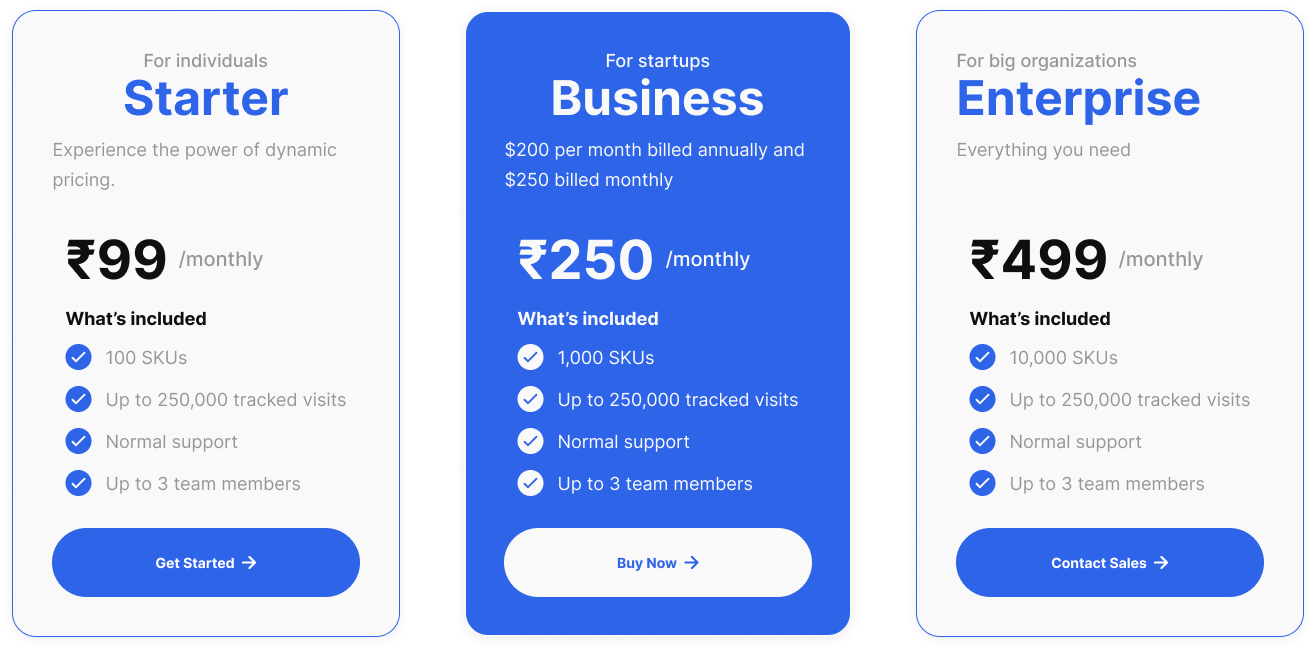 For individuals
Starter
Experience the power of dynamic
pricing.
₹99 /monthly
What’s included
100 SKUs
Up to 250,000 tracked visits
Normal support
Up to 3 team members
Get Started →
For startups
Business
$200 per month billed annually and
$250 billed monthly
₹250 /monthly
What’s included
1,000 SKUs
Up to 250,000 tracked visits
Normal support
Up to 3 team members
Buy Now →
For big organizations
Enterprise
Everything you need
₹499 /monthly
What’s included
10,000 SKUs
Up to 250,000 tracked visits
Normal support
Up to 3 team members
Contact Sales →